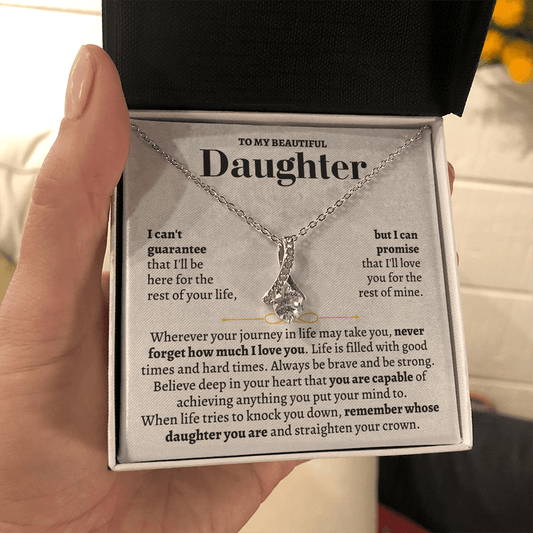 TO MY BEAUTIFUL
Daughter
I can't
guarantee
that I'll be
here for the
rest of your life,
but I can
promise
that I'll love
you for the
rest of mine.
Wherever your journey in life may take you, never
forget how much I love you. Life is filled with good
times and hard times. Always be brave and be strong.
Believe deep in your heart that you are capable of
achieving anything you put your mind to.
When life tries to knock you down, remember whose
daughter you are and straighten your crown.